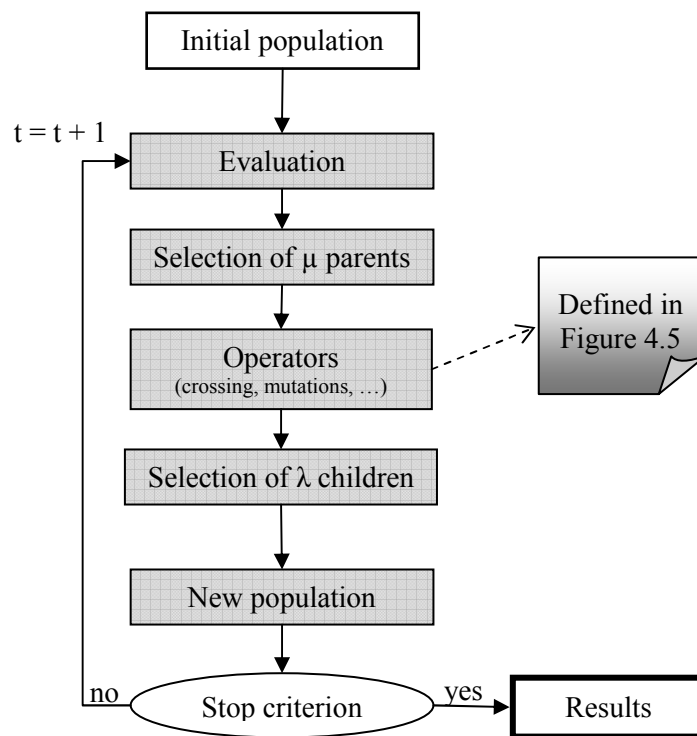 Initial population
t = t + 1
Evaluation
Selection of µ parents
Operators
(crossing, mutations, …)
Defined in
Figure 4.5
Selection of λ children
New population
no
Stop criterion
yes
Results